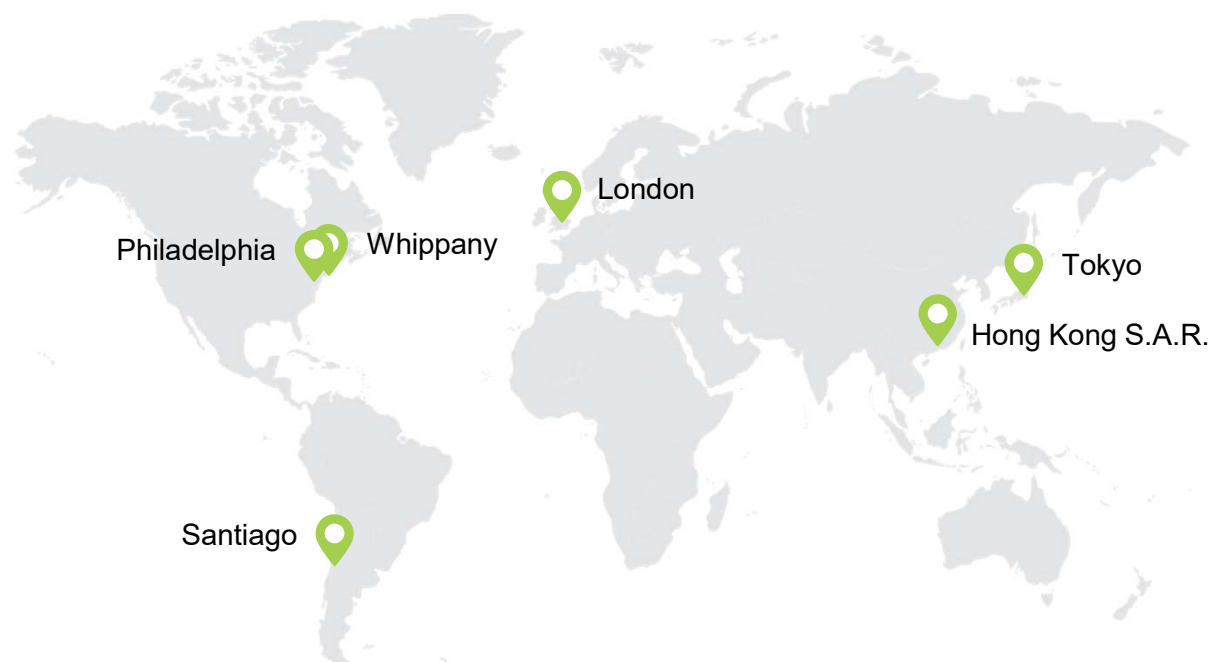 London
Whippany
Philadelphia
Tokyo
Hong Kong S.A.R.
Santiago